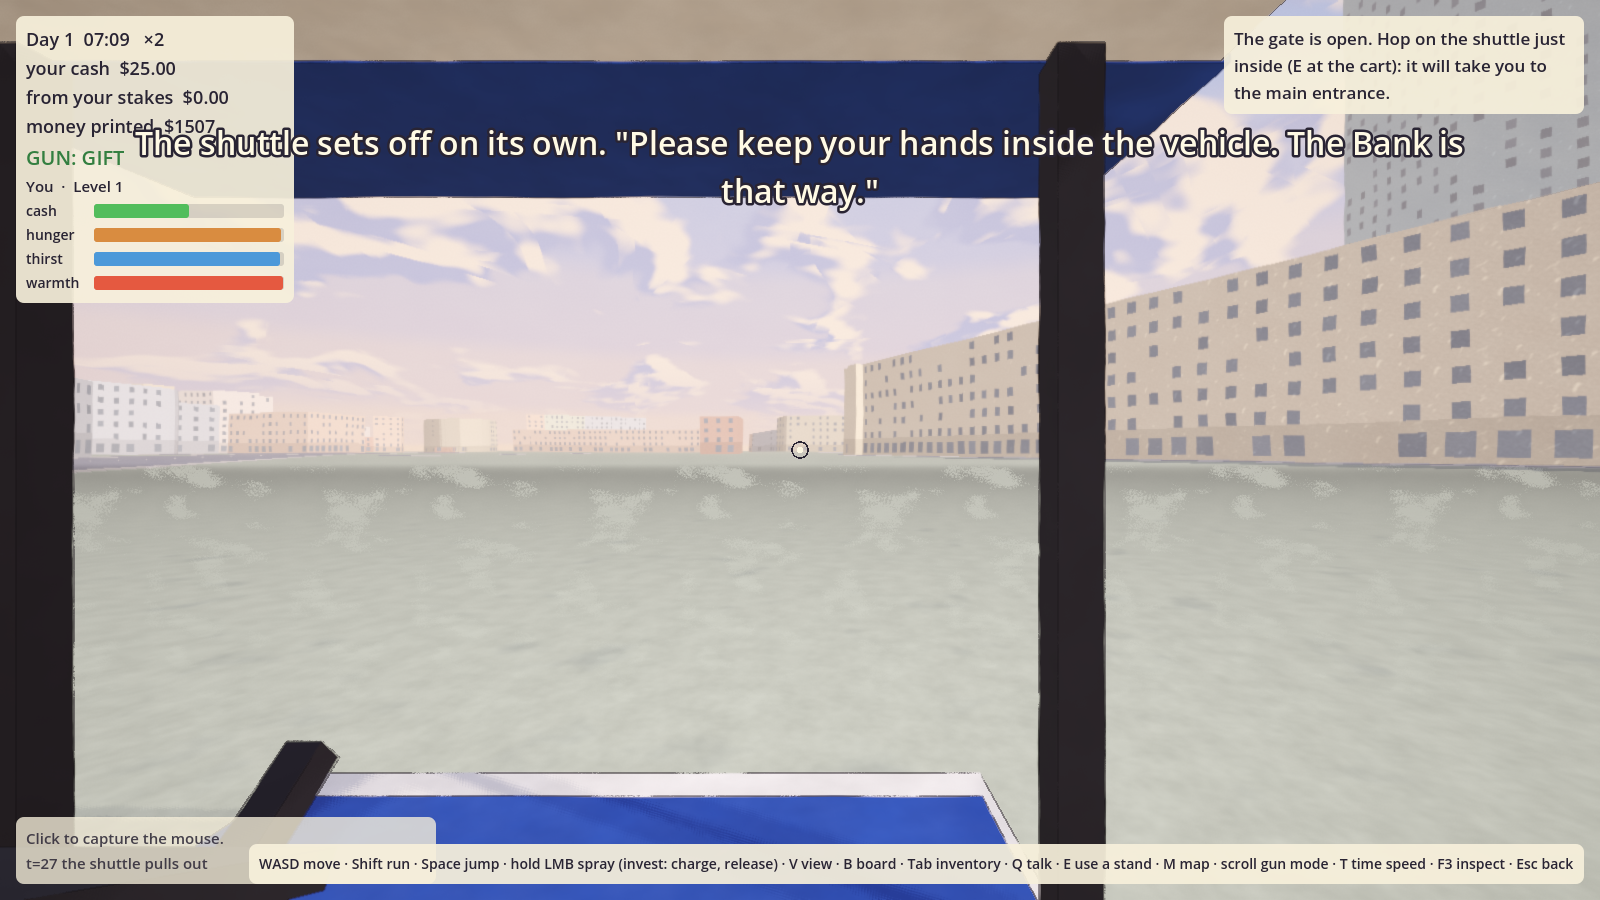 Day 1 07:09 ×2
your cash $25.00
from your stakes $0.00
money printed $1507
GUN: GIFT
You · Level 1
cash
hunger
thirst
warmth
The gate is open. Hop on the shuttle just
inside (E at the cart): it will take you to
the main entrance.
The shuttle sets off on its own. "Please keep your hands inside the vehicle. The Bank is
that way."
Click to capture the mouse.
t=27 the shuttle pulls out
WASD move · Shift run · Space jump · hold LMB spray (invest: charge, release) · V view · B board · Tab inventory · Q talk · E use a stand · M map · scroll gun mode · T time speed · F3 inspect · Esc back